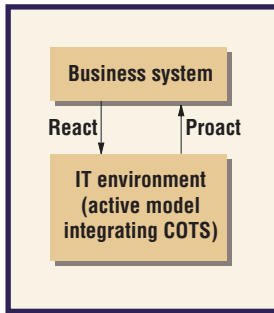 Business system
React
Proact
IT environment
(active model
integrating COTS)